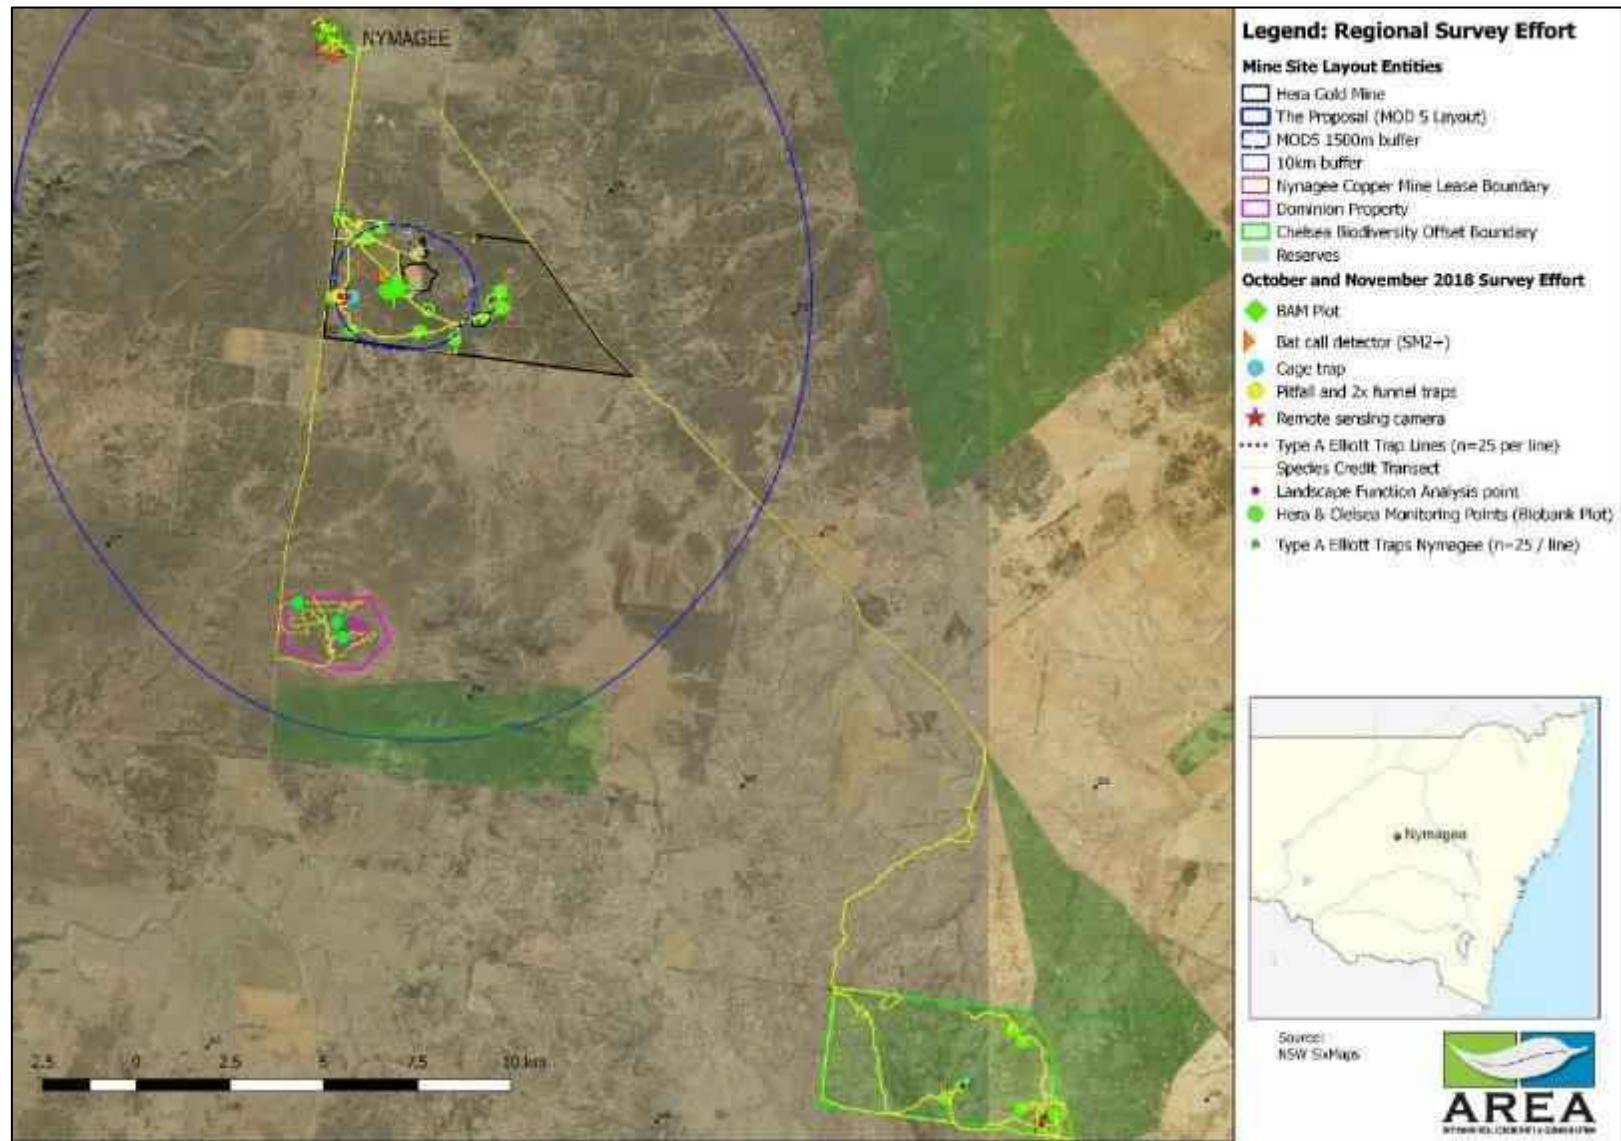 NYMAGEE
Legend: Regional Survey Effort
Mine Site Layout Entities
Hera Gold Mine
The Proposal (MOD 5 Layout)
MOD5 1500m buffer
10km buffer
Nymagee Copper Mine Lease Boundary
Dominion Property
Chelsea Biodiversity Offset Boundary
Reserves
October and November 2018 Survey Effort
BAM Plot
Bat call detector (SM2+)
Cage trap
Pitfall and 2x funnel traps
Remote sensing camera
Type A Elliott Trap Lines (n=25 per line)
Species Credit Transect
Landscape Function Analysis point
Hera & Chelsea Monitoring Points (Biobank Plot)
Type A Elliott Traps Nymagee (n=25 / line)
Nymagee
2.5 0 2.5 5 7.5 10 km
Source:
NSW SixMaps
AREA